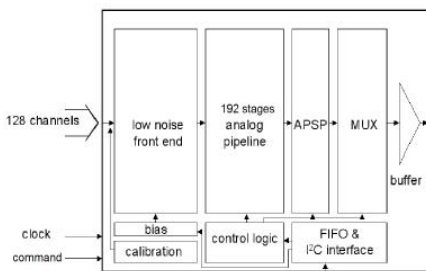 128 channels
low noise
front end
192 stages
analog
pipeline
APSP
MUX
buffer
clock
command
bias
calibration
control logic
FIFO &
I²C interface